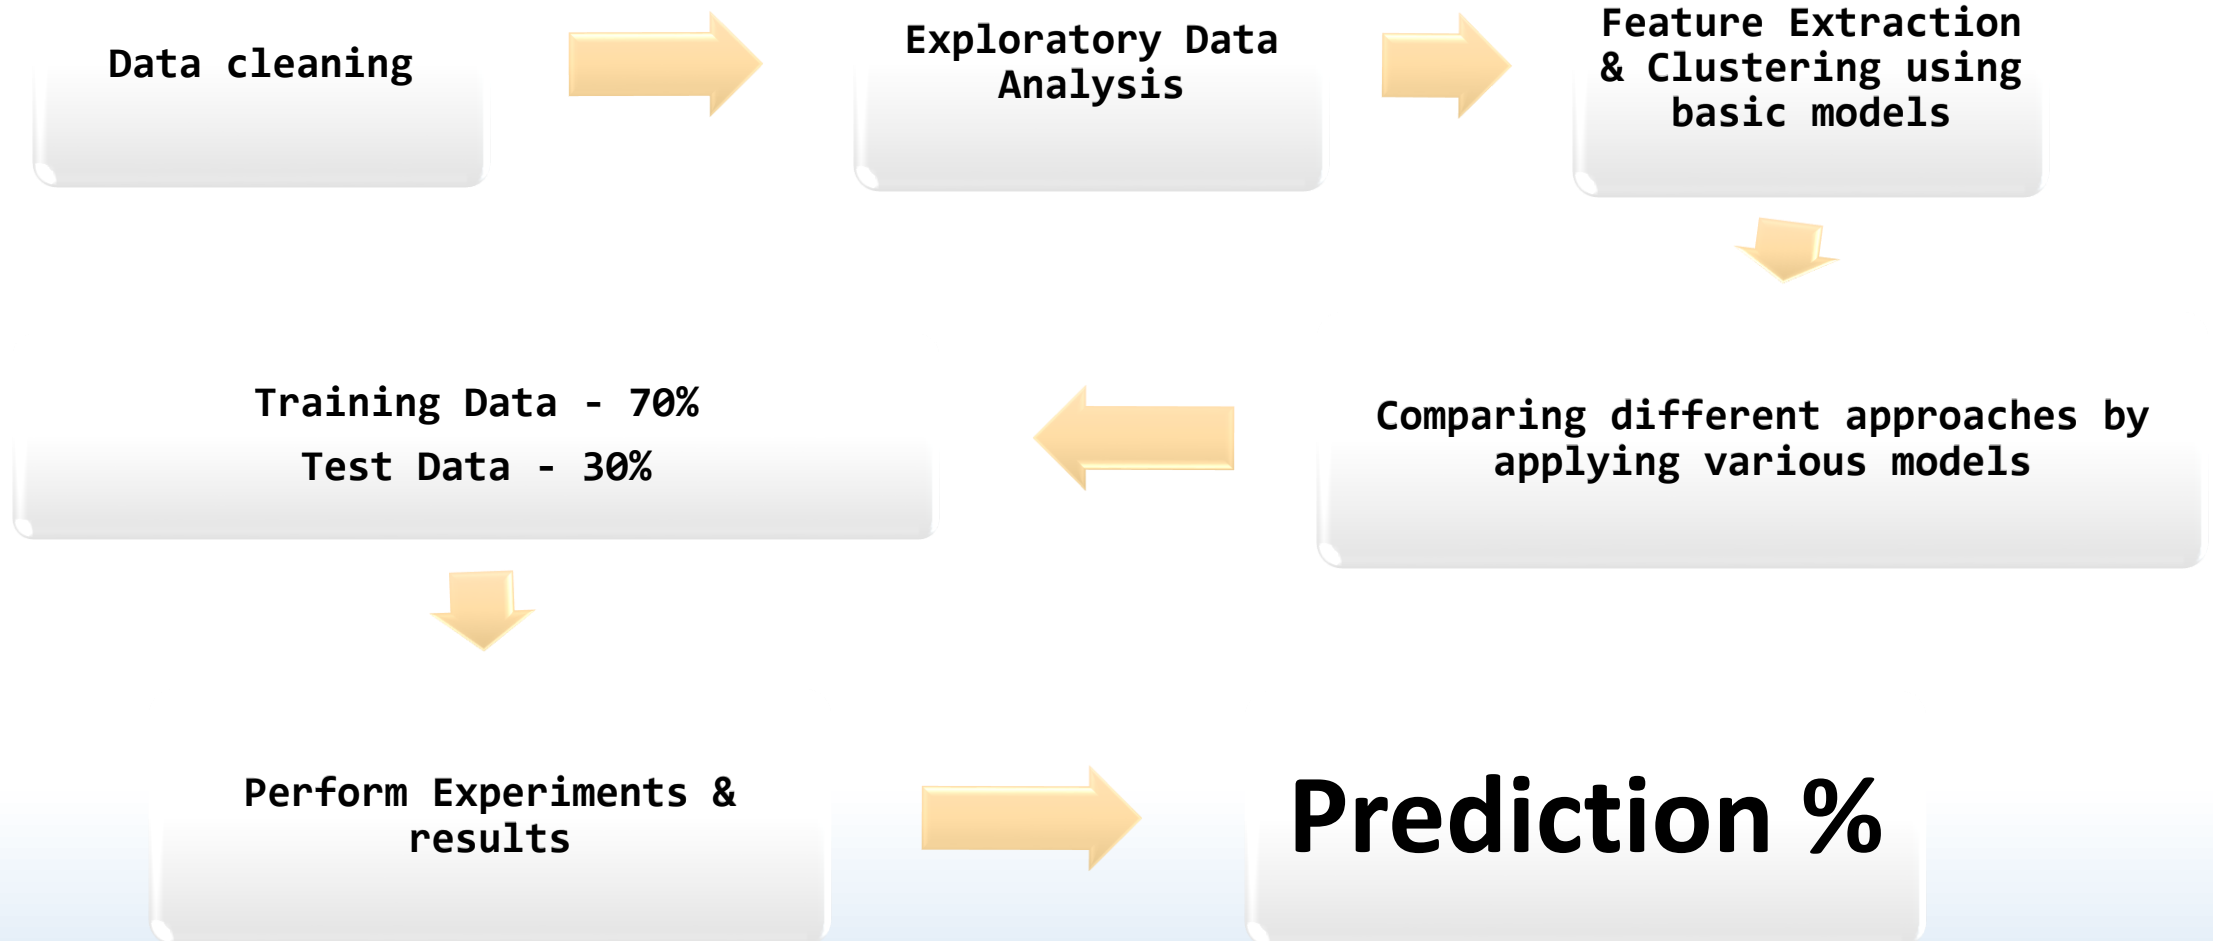 Data cleaning
Exploratory Data
Analysis
Feature Extraction
& Clustering using
basic models
Comparing different approaches by
applying various models
Training Data - 70%
Test Data - 30%
Perform Experiments &
results
Prediction %